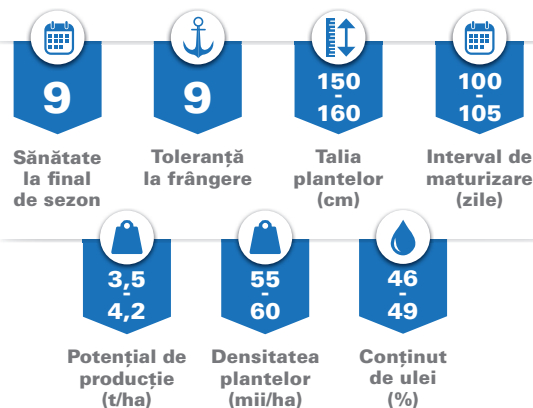 9
Sănătate
la final
de sezon
9
Toleranță
la frângere
150
-
160
Talia
plantelor
(cm)
100
-
105
Interval de
maturizare
(zile)
3,5
-
4,2
Potențial de
producție
(t/ha)
55
-
60
Densitatea
plantelor
(mii/ha)
46
-
49
Conținut
de ulei
(%)